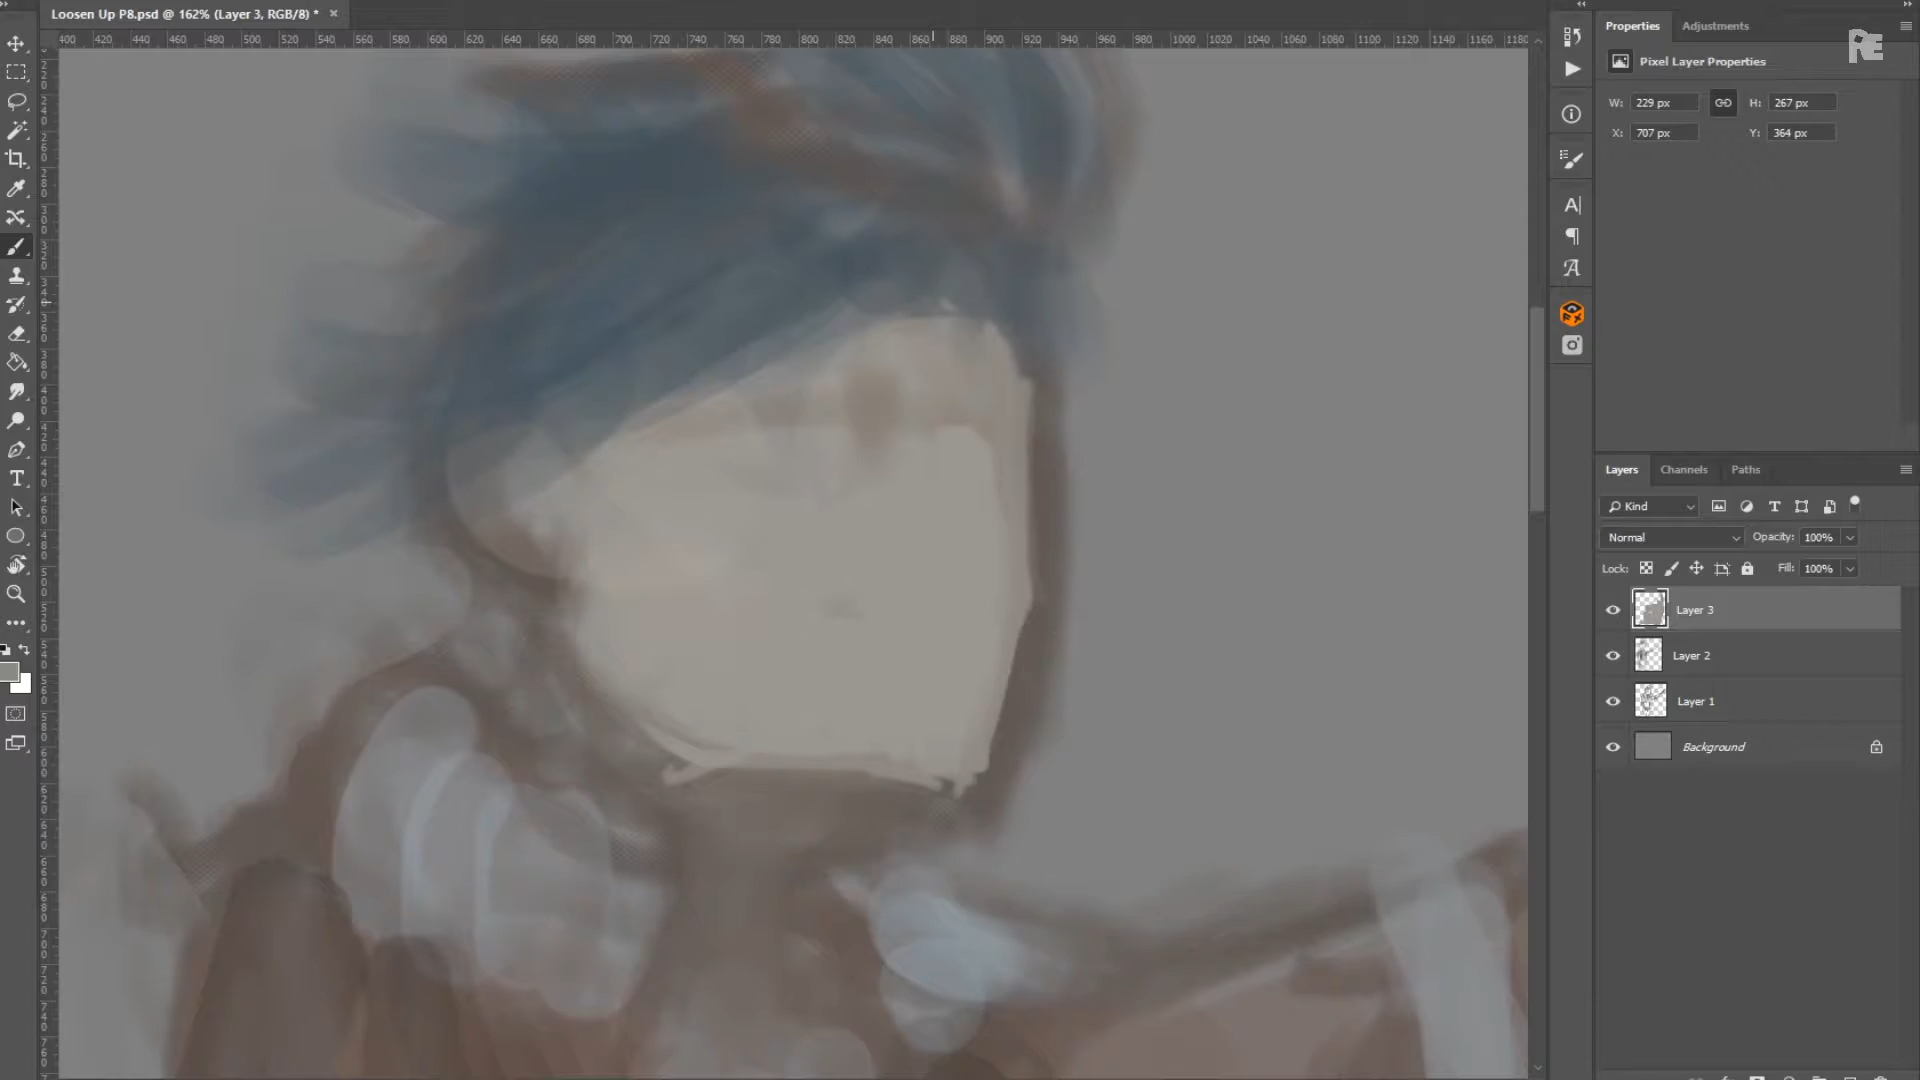 Loosen Up P8.psd @ 162% (Layer 3, RGB/8) * ×
400 420 440 460 480 500 520 540 560 580 600 620 640 660 680 700 720 740 760 780 800 820 840 860 880 900 920 940 960 980 1000 1020 1040 1060 1080 1100 1120 1140 1160 1180
Properties Adjustments
RE
Pixel Layer Properties
W: 229 px H: 267 px
X: 707 px Y: 364 px
Layers Channels Paths
Kind
Normal Opacity: 100%
Lock: Fill: 100%
Layer 3
Layer 2
Layer 1
Background